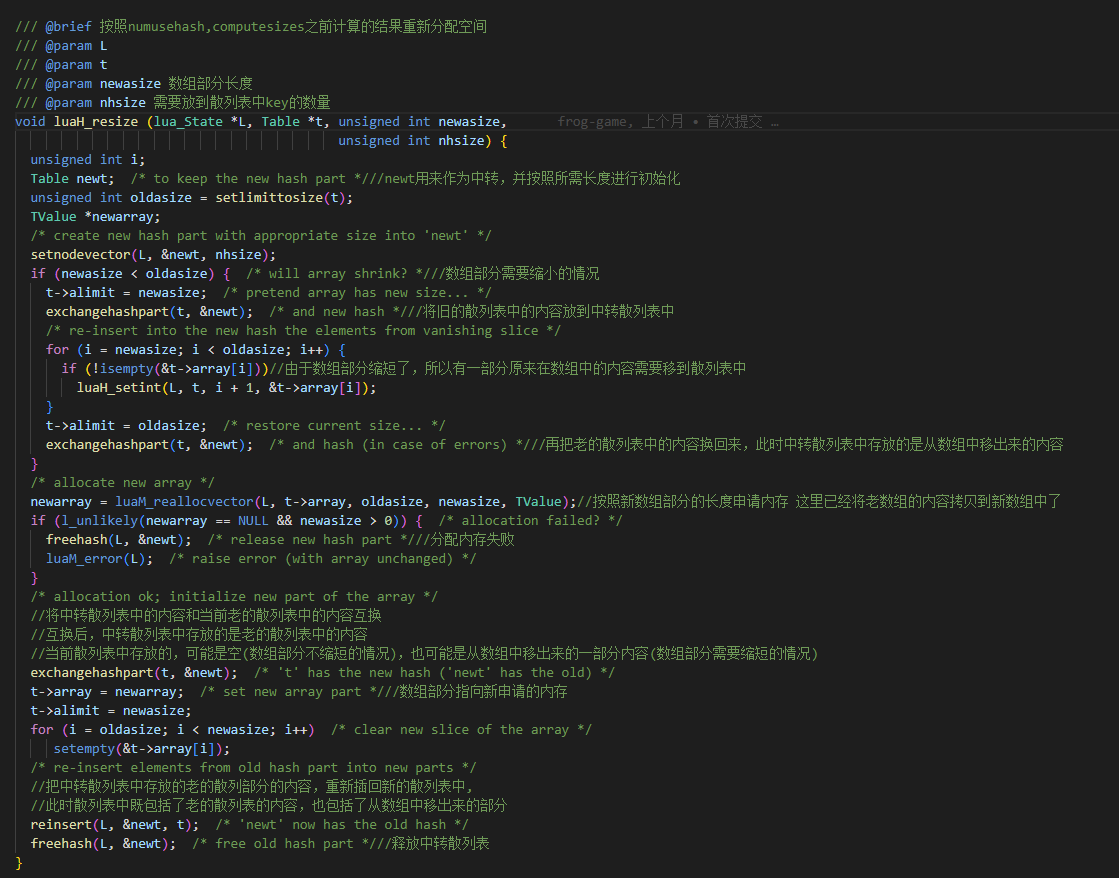 /// @brief 按照numusehash,computesizes之前计算的结果重新分配空间
/// @param L
/// @param t
/// @param newasize 数组部分长度
/// @param nhsize 需要放到散列表中key的数量
void luaH_resize (lua_State *L, Table *t, unsigned int newasize, frog-game, 上个月 • 首次提交 …
unsigned int nhsize) {
unsigned int i;
Table newt;  /* to keep the new hash part *///newt用来作为中转，并按照所需长度进行初始化
unsigned int oldasize = setlimittosize(t);
TValue *newarray;
/* create new hash part with appropriate size into 'newt' */
setnodevector(L, &newt, nhsize);
if (newasize < oldasize) {  /* will array shrink? *///数组部分需要缩小的情况
t->alimit = newasize;  /* pretend array has new size... */
exchangehashpart(t, &newt);  /* and new hash *///将旧的散列表中的内容放到中转散列表中
/* re-insert into the new hash the elements from vanishing slice */
for (i = newasize; i < oldasize; i++) {
if (!isempty(&t->array[i]))//由于数组部分缩短了，所以有一部分原来在数组中的内容需要移到散列表中
luaH_setint(L, t, i + 1, &t->array[i]);
}
t->alimit = oldasize;  /* restore current size... */
exchangehashpart(t, &newt);  /* and hash (in case of errors) *///再把老的散列表中的内容换回来，此时中转散列表中存放的是从数组中移出来的内容
}
/* allocate new array */
newarray = luaM_reallocvector(L, t->array, oldasize, newasize, TValue);//按照新数组部分的长度申请内存 这里已经将老数组的内容拷贝到新数组中了
if (l_unlikely(newarray == NULL && newasize > 0)) {  /* allocation failed? */
freehash(L, &newt);  /* release new hash part *///分配内存失败
luaM_error(L);  /* raise error (with array unchanged) */
}
/* allocation ok; initialize new part of the array */
//将中转散列表中的内容和当前老的散列表中的内容互换
//互换后，中转散列表中存放的是老的散列表中的内容
//当前散列表中存放的，可能是空(数组部分不缩短的情况)，也可能是从数组中移出来的一部分内容(数组部分需要缩短的情况)
exchangehashpart(t, &newt);  /* 't' has the new hash ('newt' has the old) */
t->array = newarray;  /* set new array part *///数组部分指向新申请的内存
t->alimit = newasize;
for (i = oldasize; i < newasize; i++)  /* clear new slice of the array */
setempty(&t->array[i]);
/* re-insert elements from old hash part into new parts */
//把中转散列表中存放的老的散列部分的内容，重新插回新的散列表中，
//此时散列表中既包括了老的散列表的内容，也包括了从数组中移出来的部分
reinsert(L, &newt, t);  /* 'newt' now has the old hash */
freehash(L, &newt);  /* free old hash part *///释放中转散列表
}